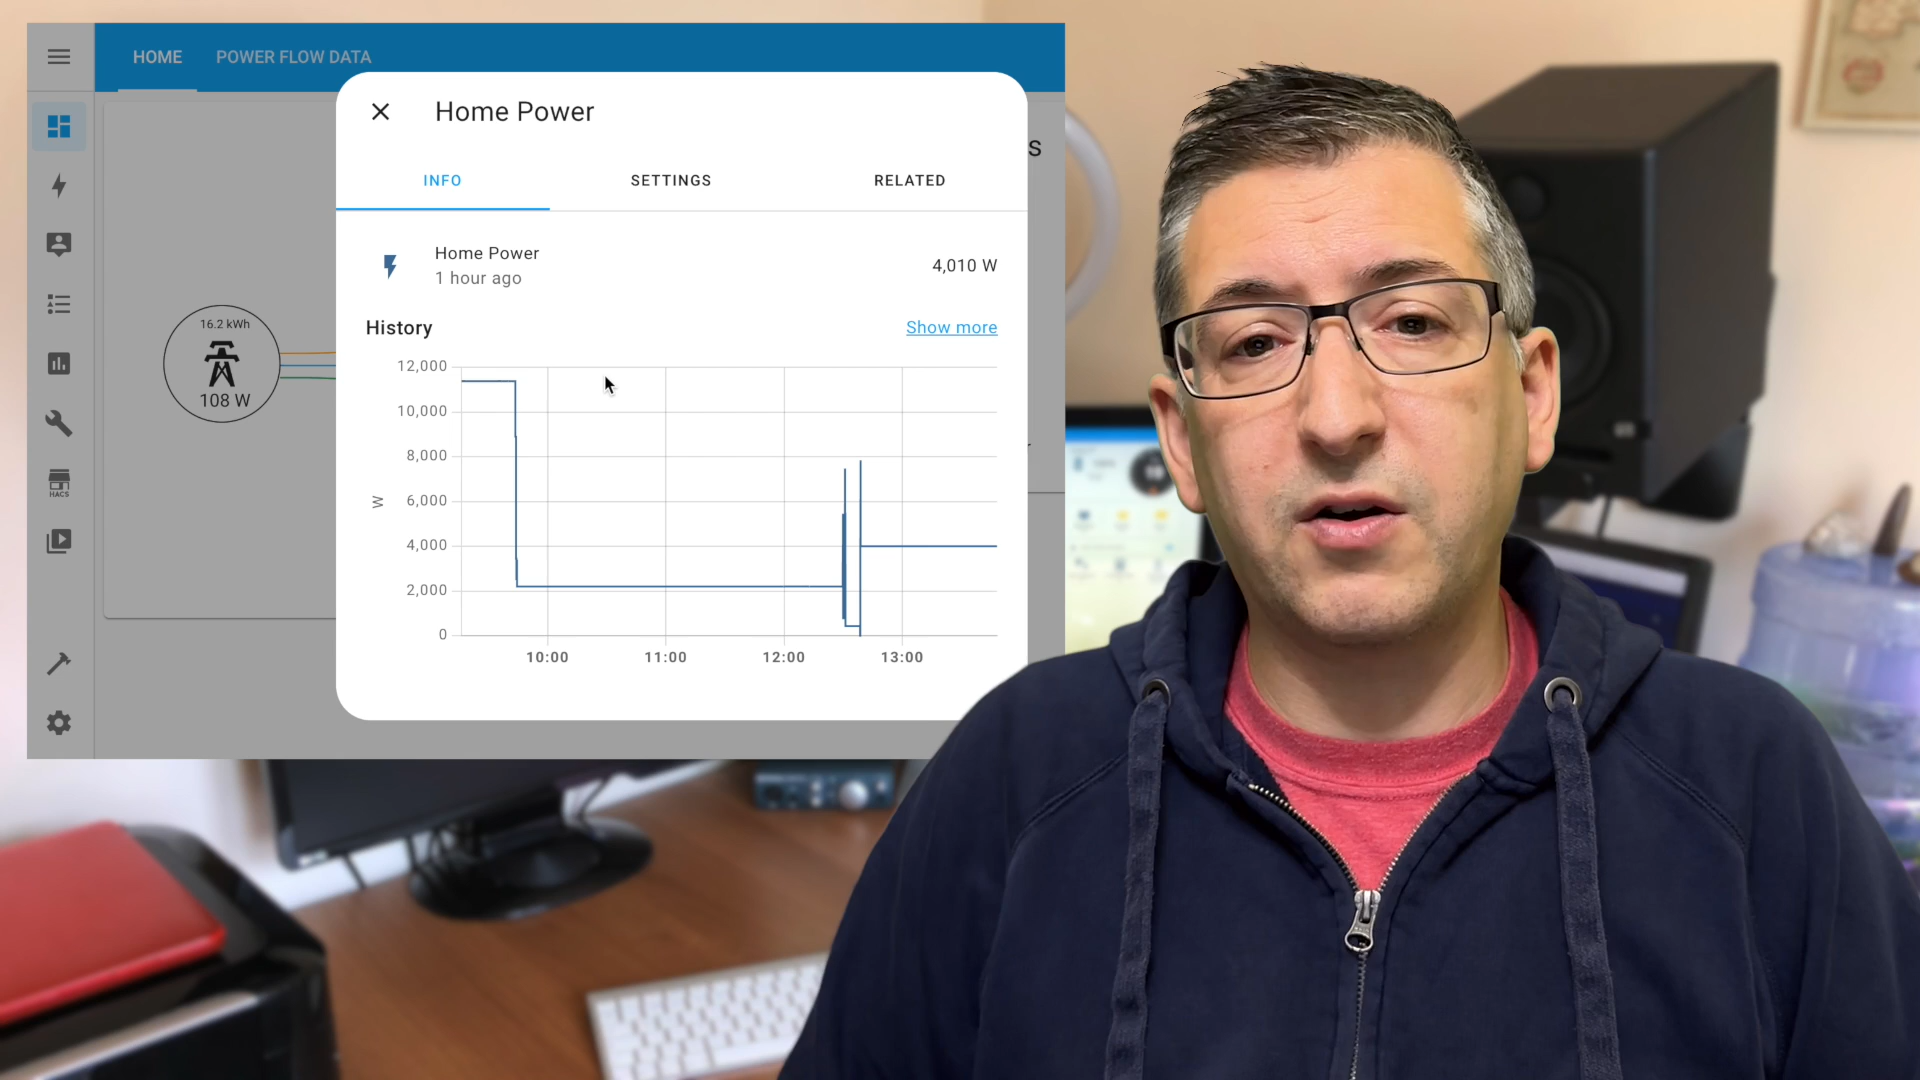 HOME POWER FLOW DATA
Home Power
S
INFO SETTINGS RELATED
Home Power
4,010 W
1 hour ago
History
Show more
12,000
10,000
8,000
6,000
4,000
2,000
0
W
10:00 11:00 12:00 13:00
16.2 kWh
108 W
HACS